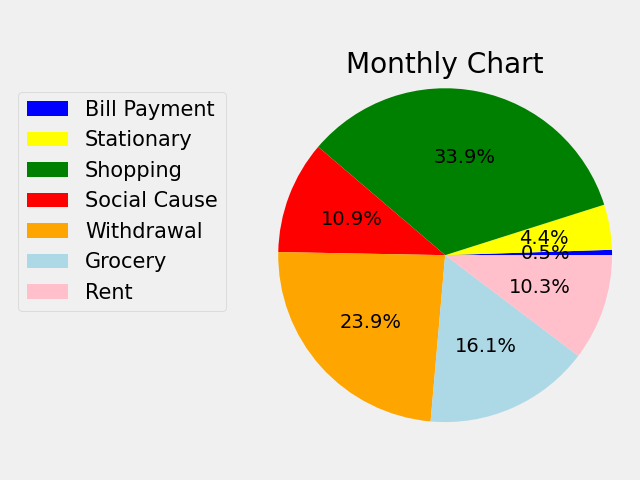 Monthly Chart
Bill Payment
Stationary
Shopping
Social Cause
Withdrawal
Grocery
Rent
33.9%
10.9%
4.4%
0.5%
10.3%
23.9%
16.1%